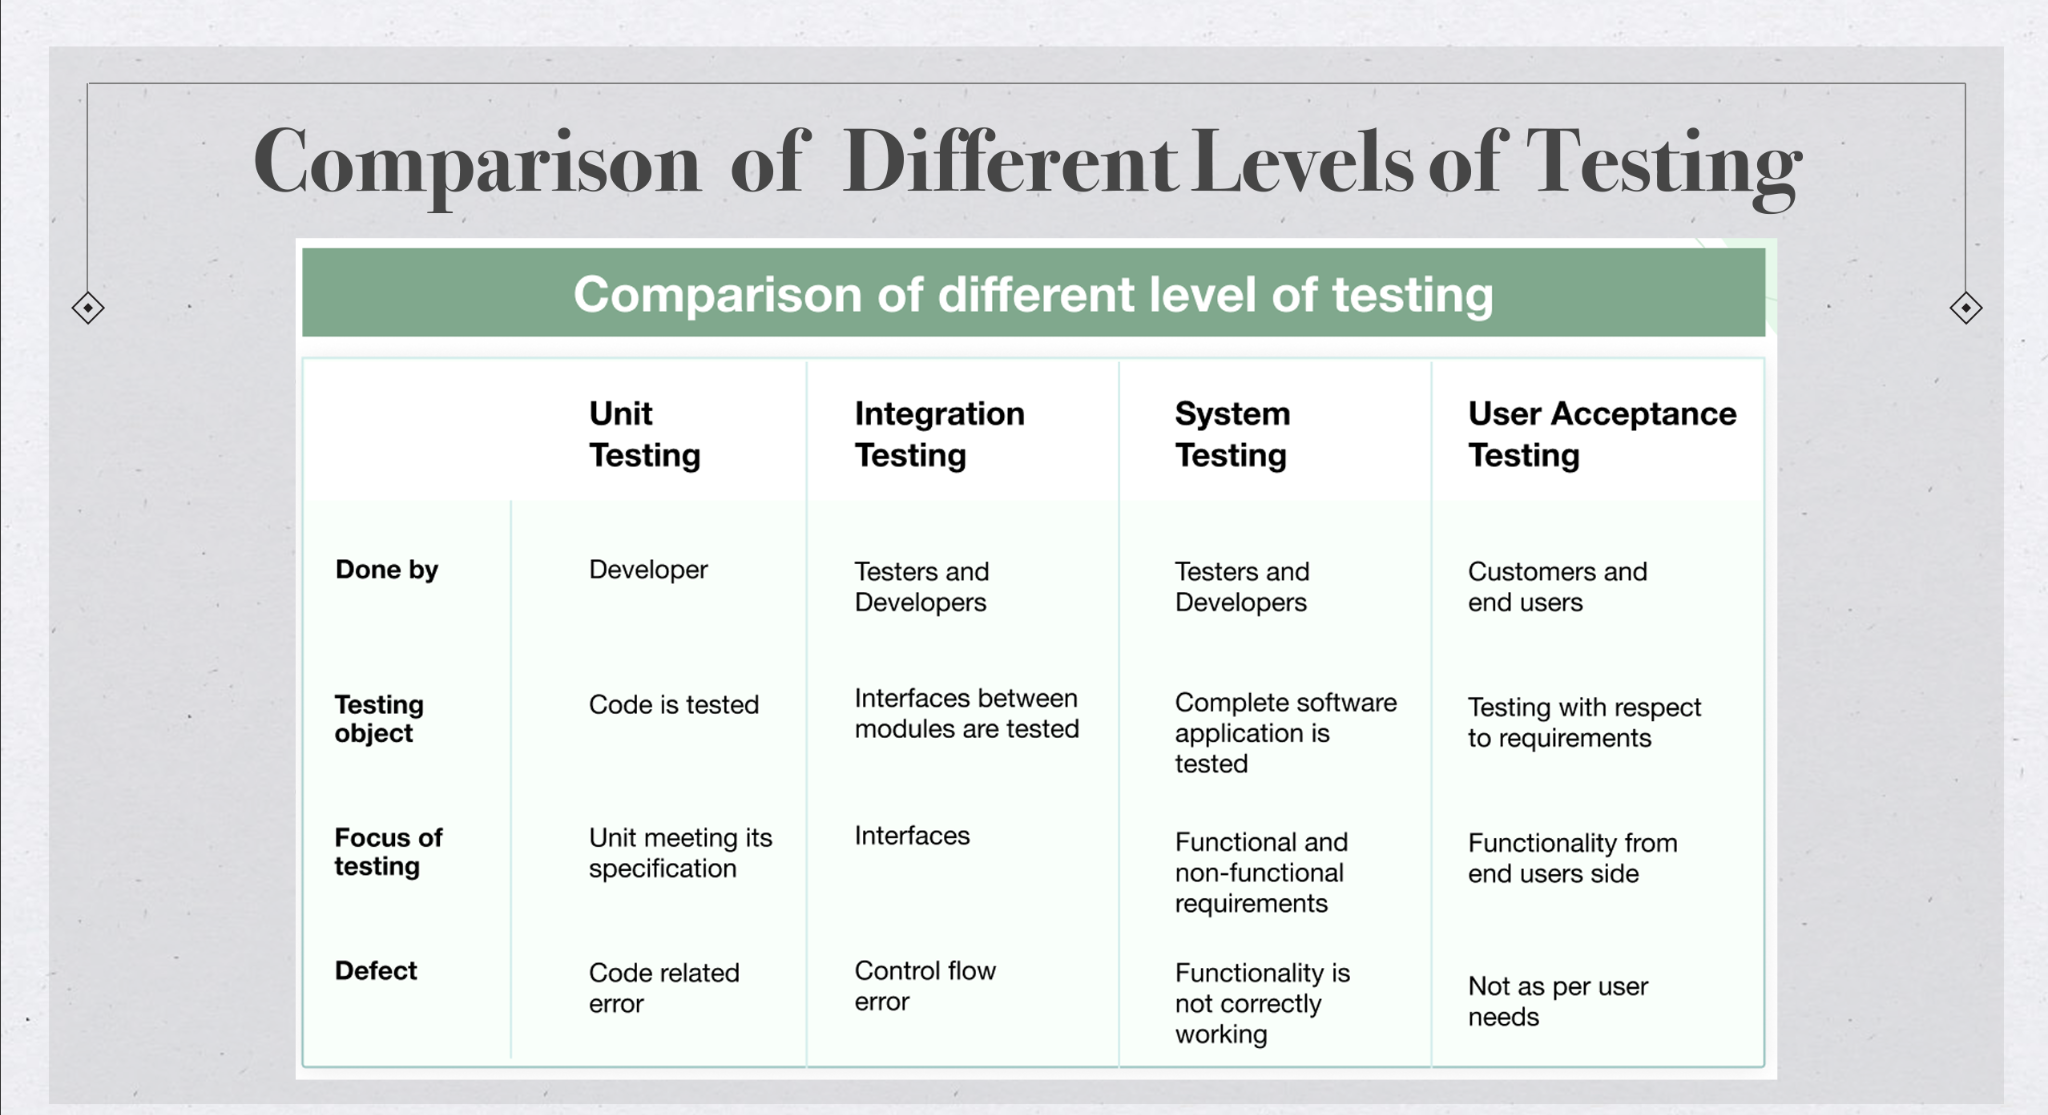 Comparison of Different Levels of Testing
Comparison of different level of testing
Unit
Testing
Integration
Testing
System
Testing
User Acceptance
Testing
Done by
Developer
Testers and
Developers
Testers and
Developers
Customers and
end users
Testing
object
Code is tested
Interfaces between
modules are tested
Complete software
application is
tested
Testing with respect
to requirements
Focus of
testing
Unit meeting its
specification
Interfaces
Functional and
non-functional
requirements
Functionality from
end users side
Defect
Code related
error
Control flow
error
Functionality is
not correctly
working
Not as per user
needs